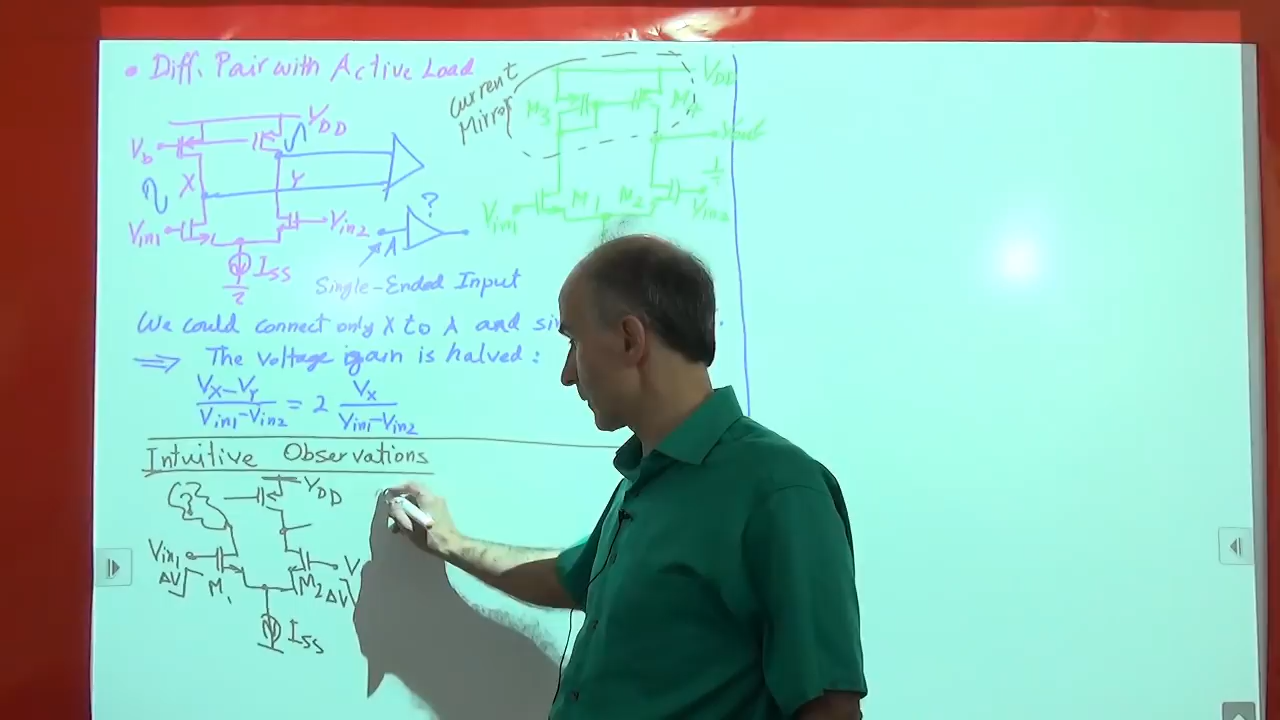 • Diff. Pair with Active Load
Current
Mirror
VDD
M3
M4
Vout
Vb
VDD
X
Y
Vin1
Vin2
ISS
?
A
M1 M2
Vin1
Vin2
Single-Ended Input
We could connect only X to A and
⟹ The voltage gain is halved:
VX-VY / Vin1-Vin2 = 2 VX / Vin1-Vin2
Intuitive Observations
?
VDD
Vin1
ΔV
M1
M2
V
ΔV
ISS